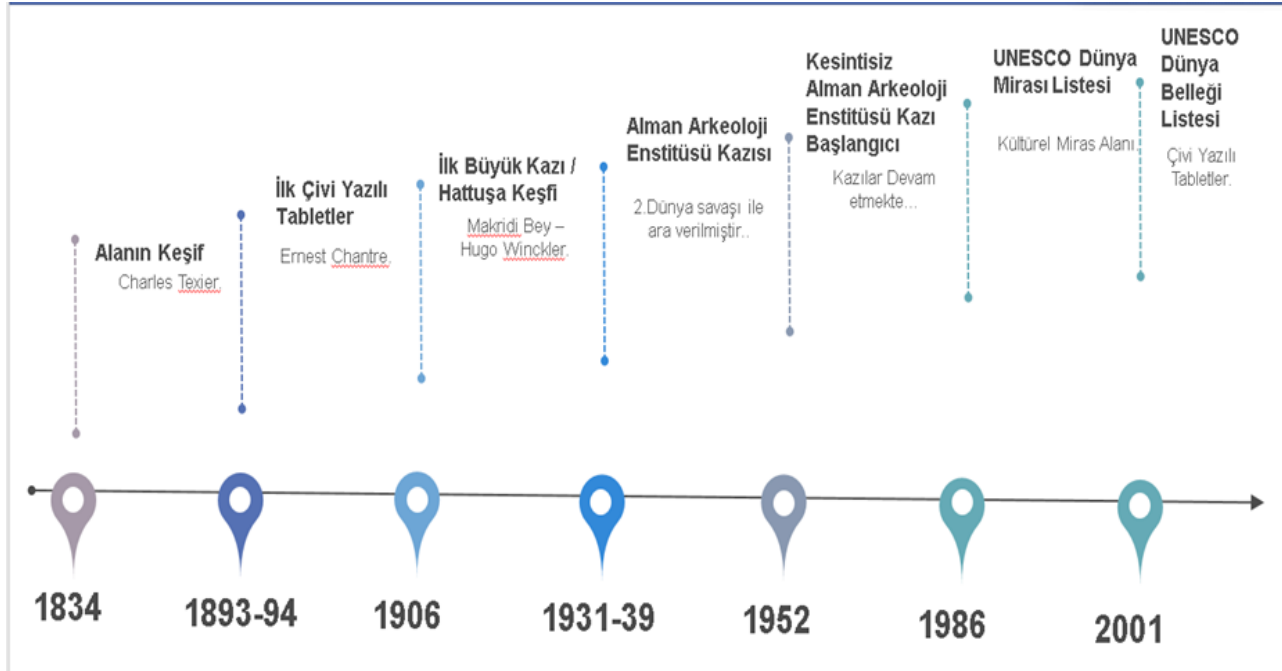 Alanın Keşif
Charles Texier.
İlk Çivi Yazılı
Tabletler
Ernest Chantre.
İlk Büyük Kazı /
Hattuşa Keşfi
Makridi Bey –
Hugo Winckler.
Alman Arkeoloji
Enstitüsü Kazısı
2.Dünya savaşı ile
ara verilmiştir..
Kesintisiz
Alman Arkeoloji
Enstitüsü Kazı
Başlangıcı
Kazılar Devam
etmekte...
UNESCO Dünya
Mirası Listesi
Kültürel Miras Alanı.
UNESCO
Dünya
Belleği
Listesi
Çivi Yazılı
Tabletler.
1834
1893-94
1906
1931-39
1952
1986
2001